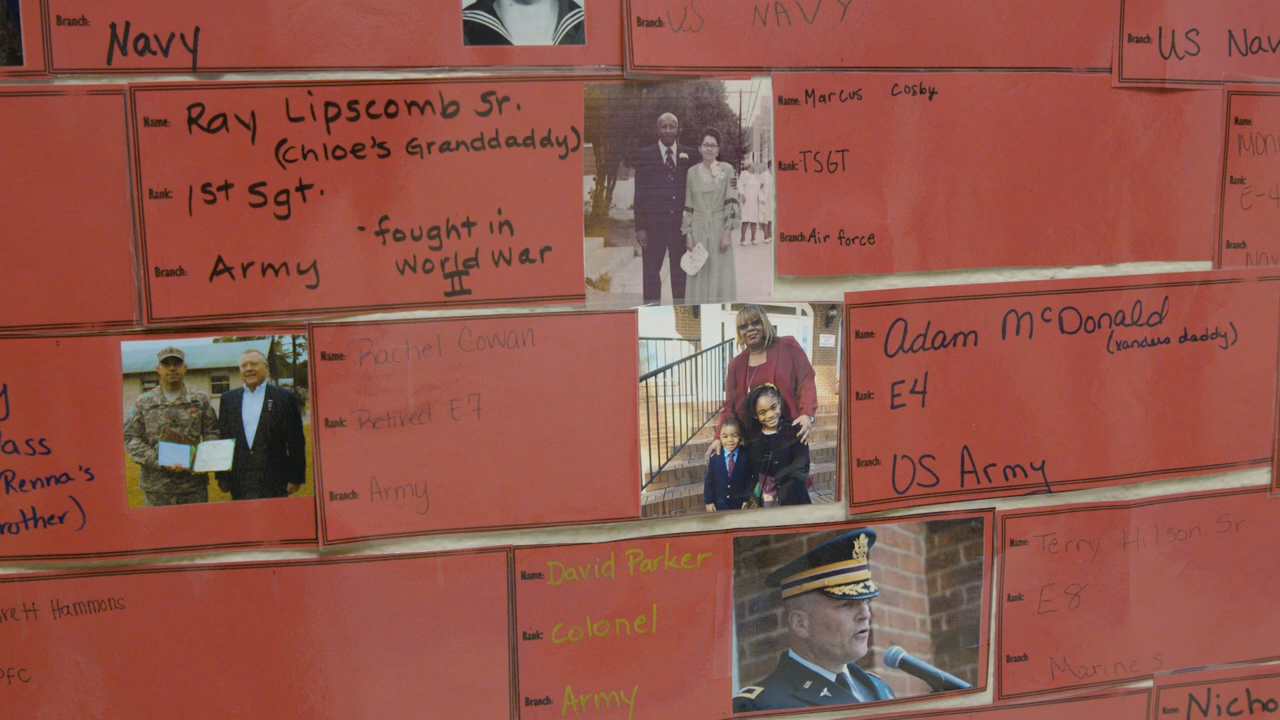 Branch: Navy
Branch: US NAVY
Branch: US Nav
Name: Ray Lipscomb Sr.
(Chloe's Granddaddy)
Rank: 1st Sgt.
- fought in
World War
II
Branch: Army
Name: Marcus Cosby
Rank: TSGT
Branch: Air force
Name:
Rank: E-4
Branch:
ass
Renna's
rother)
Name: Rachel Cowan
Rank: Retired E7
Branch: Army
Name: Adam McDonald
(xanders daddy)
Rank: E4
Branch: US Army
rett Hammons
PFC
Name: David Parker
Rank: Colonel
Branch: Army
Name: Terry Hilson Sr
Rank: E8
Branch: Marines
Name: Nicho